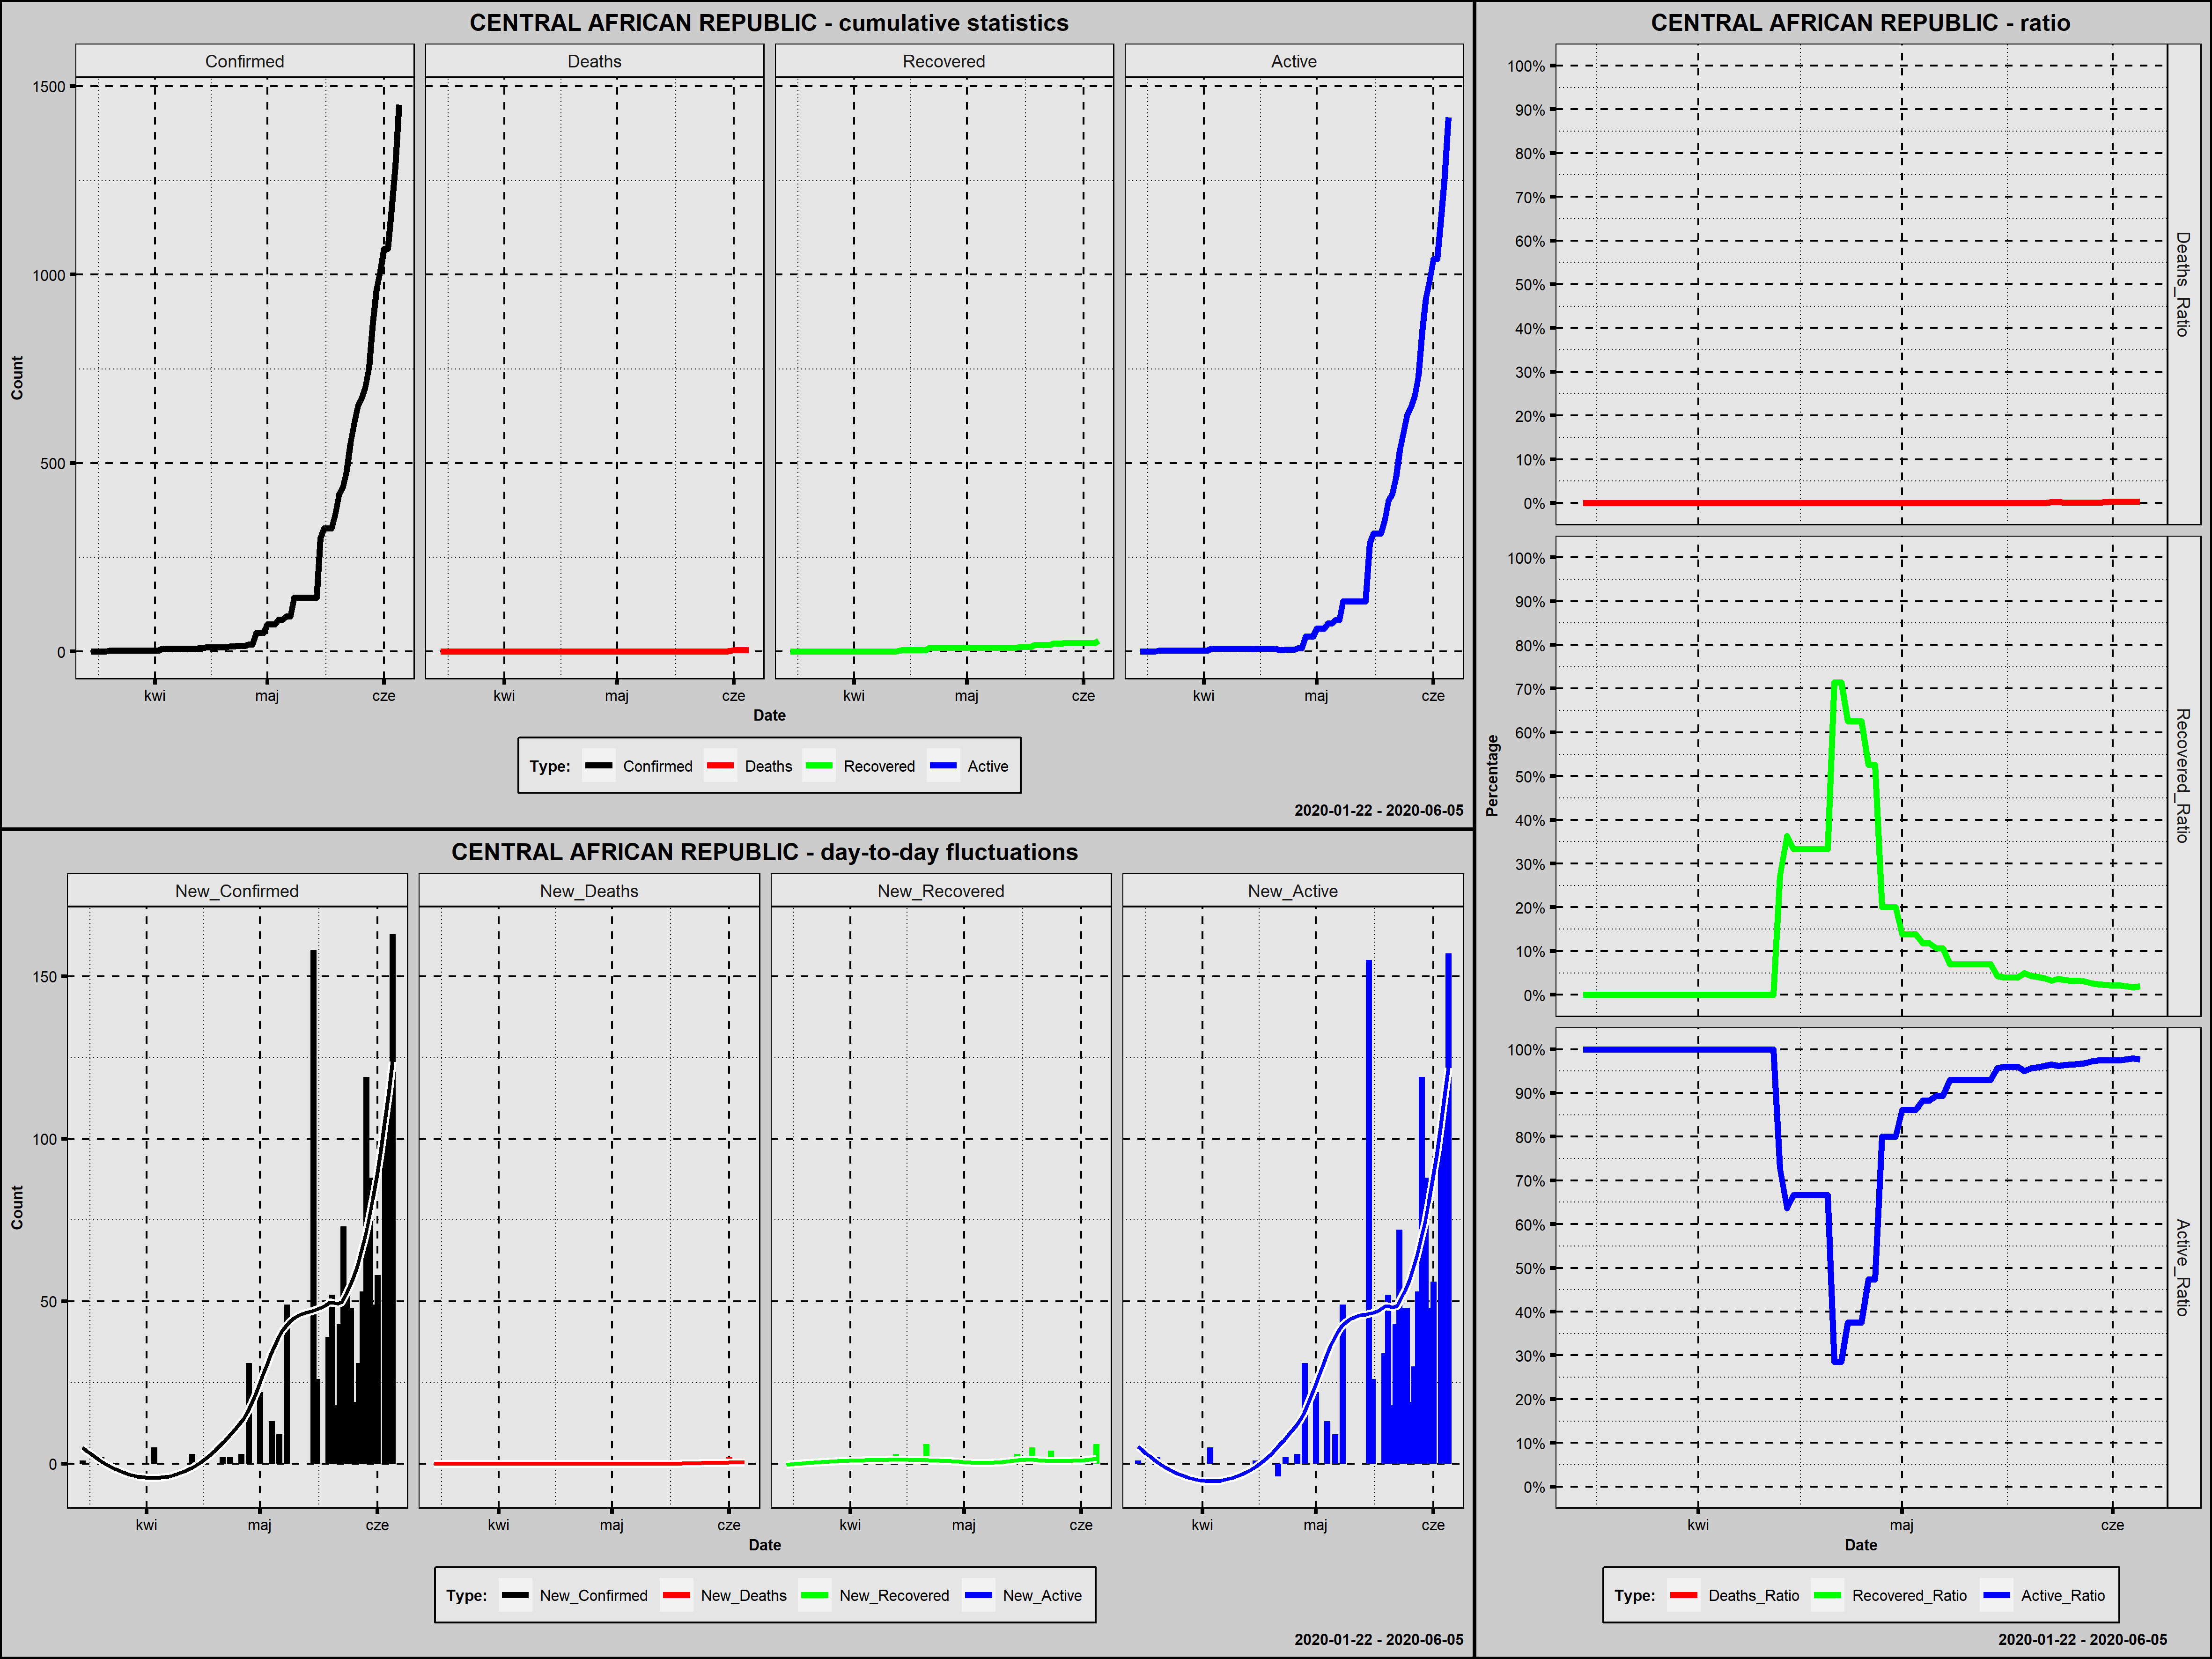 CENTRAL AFRICAN REPUBLIC - cumulative statistics
Confirmed Deaths Recovered Active
1500
1000
500
0
Count
kwi maj cze kwi maj cze kwi maj cze kwi maj cze
Date
Type: Confirmed Deaths Recovered Active
2020-01-22 - 2020-06-05
CENTRAL AFRICAN REPUBLIC - day-to-day fluctuations
New_Confirmed New_Deaths New_Recovered New_Active
150
100
50
0
Count
kwi maj cze kwi maj cze kwi maj cze kwi maj cze
Date
Type: New_Confirmed New_Deaths New_Recovered New_Active
2020-01-22 - 2020-06-05
CENTRAL AFRICAN REPUBLIC - ratio
100%
90%
80%
70%
60%
50%
40%
30%
20%
10%
0%
Deaths_Ratio
100%
90%
80%
70%
60%
50%
40%
30%
20%
10%
0%
Recovered_Ratio
Percentage
100%
90%
80%
70%
60%
50%
40%
30%
20%
10%
0%
Active_Ratio
kwi maj cze
Date
Type: Deaths_Ratio Recovered_Ratio Active_Ratio
2020-01-22 - 2020-06-05